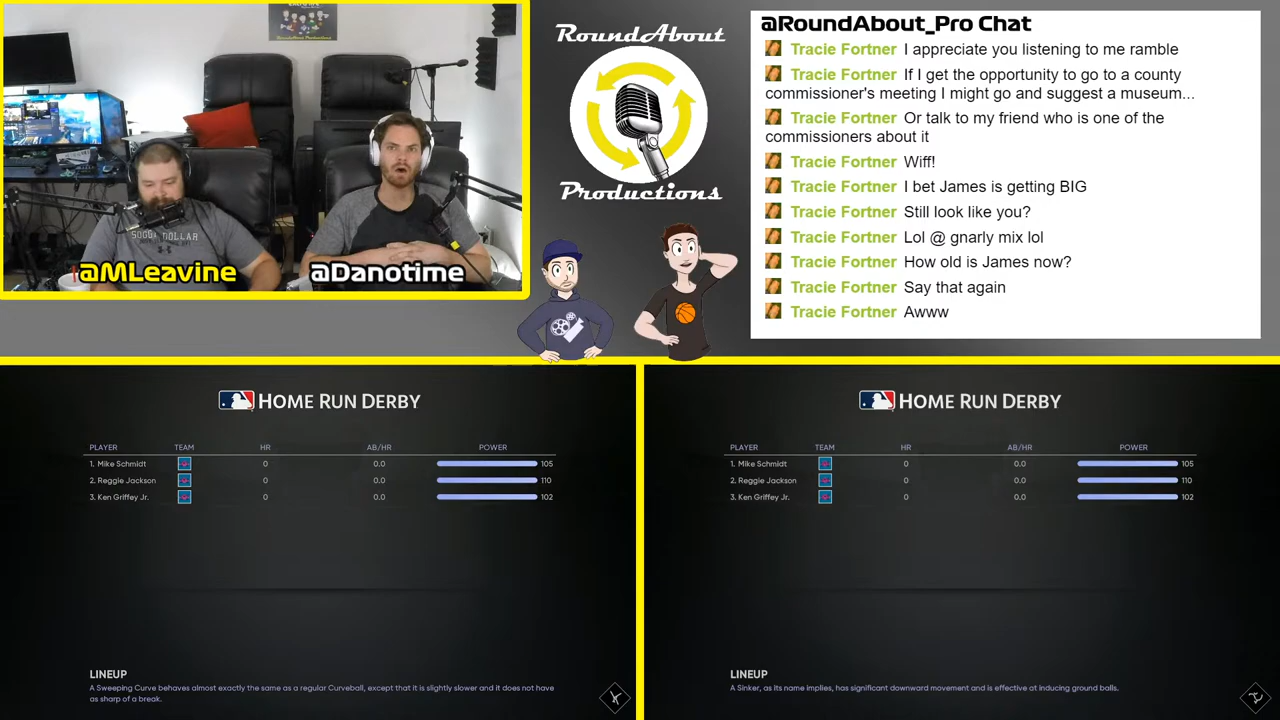 SOGGY DOLLAR
@MLeavine
@Danotime
RoundAbout
Productions
@RoundAbout_Pro Chat
Tracie Fortner I appreciate you listening to me ramble
Tracie Fortner If I get the opportunity to go to a county
commissioner's meeting I might go and suggest a museum...
Tracie Fortner Or talk to my friend who is one of the
commissioners about it
Tracie Fortner Wiff!
Tracie Fortner I bet James is getting BIG
Tracie Fortner Still look like you?
Tracie Fortner Lol @ gnarly mix lol
Tracie Fortner How old is James now?
Tracie Fortner Say that again
Tracie Fortner Awww
HOME RUN DERBY
PLAYER TEAM HR AB/HR POWER
1. Mike Schmidt 0 0.0 105
2. Reggie Jackson 0 0.0 110
3. Ken Griffey Jr. 0 0.0 102
LINEUP
A Sweeping Curve behaves almost exactly the same as a regular Curveball, except that it is slightly slower and it does not have
as sharp of a break.
HOME RUN DERBY
PLAYER TEAM HR AB/HR POWER
1. Mike Schmidt 0 0.0 105
2. Reggie Jackson 0 0.0 110
3. Ken Griffey Jr. 0 0.0 102
LINEUP
A Sinker, as its name implies, has significant downward movement and is effective at inducing ground balls.